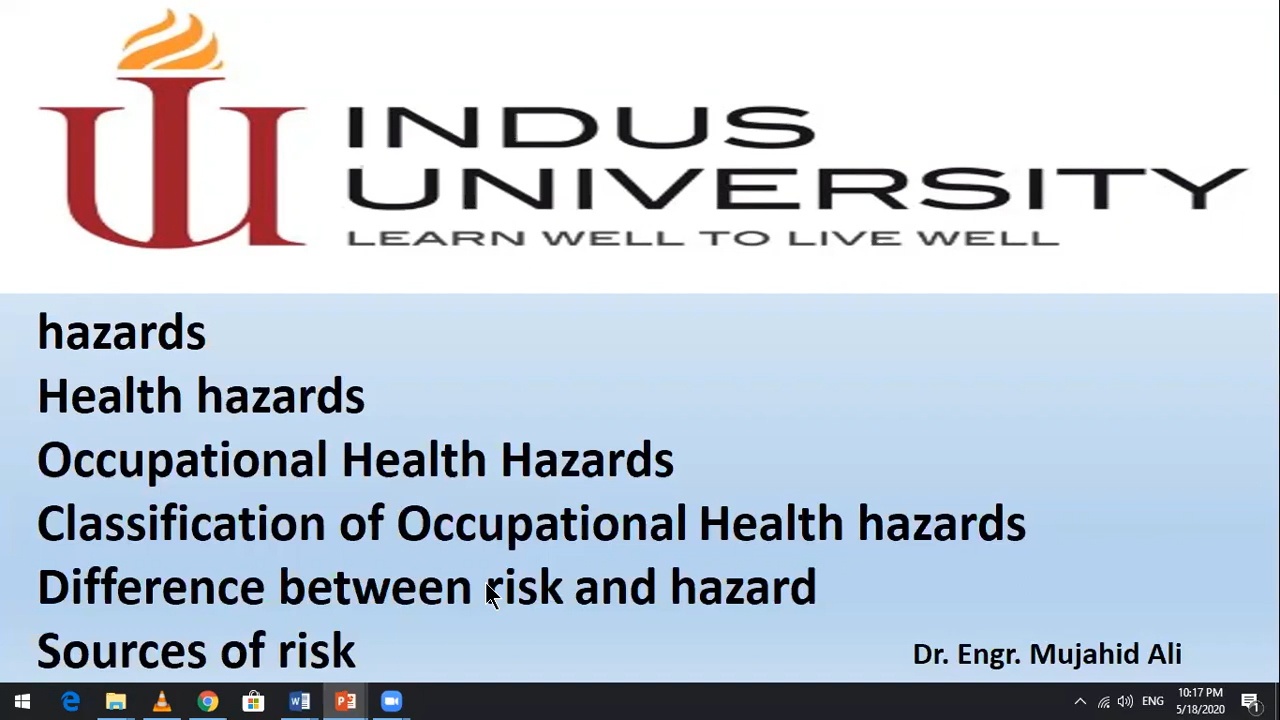 INDUS
UNIVERSITY
LEARN WELL TO LIVE WELL
hazards
Health hazards
Occupational Health Hazards
Classification of Occupational Health hazards
Difference between risk and hazard
Sources of risk
Dr. Engr. Mujahid Ali
ENG
10:17 PM
5/18/2020